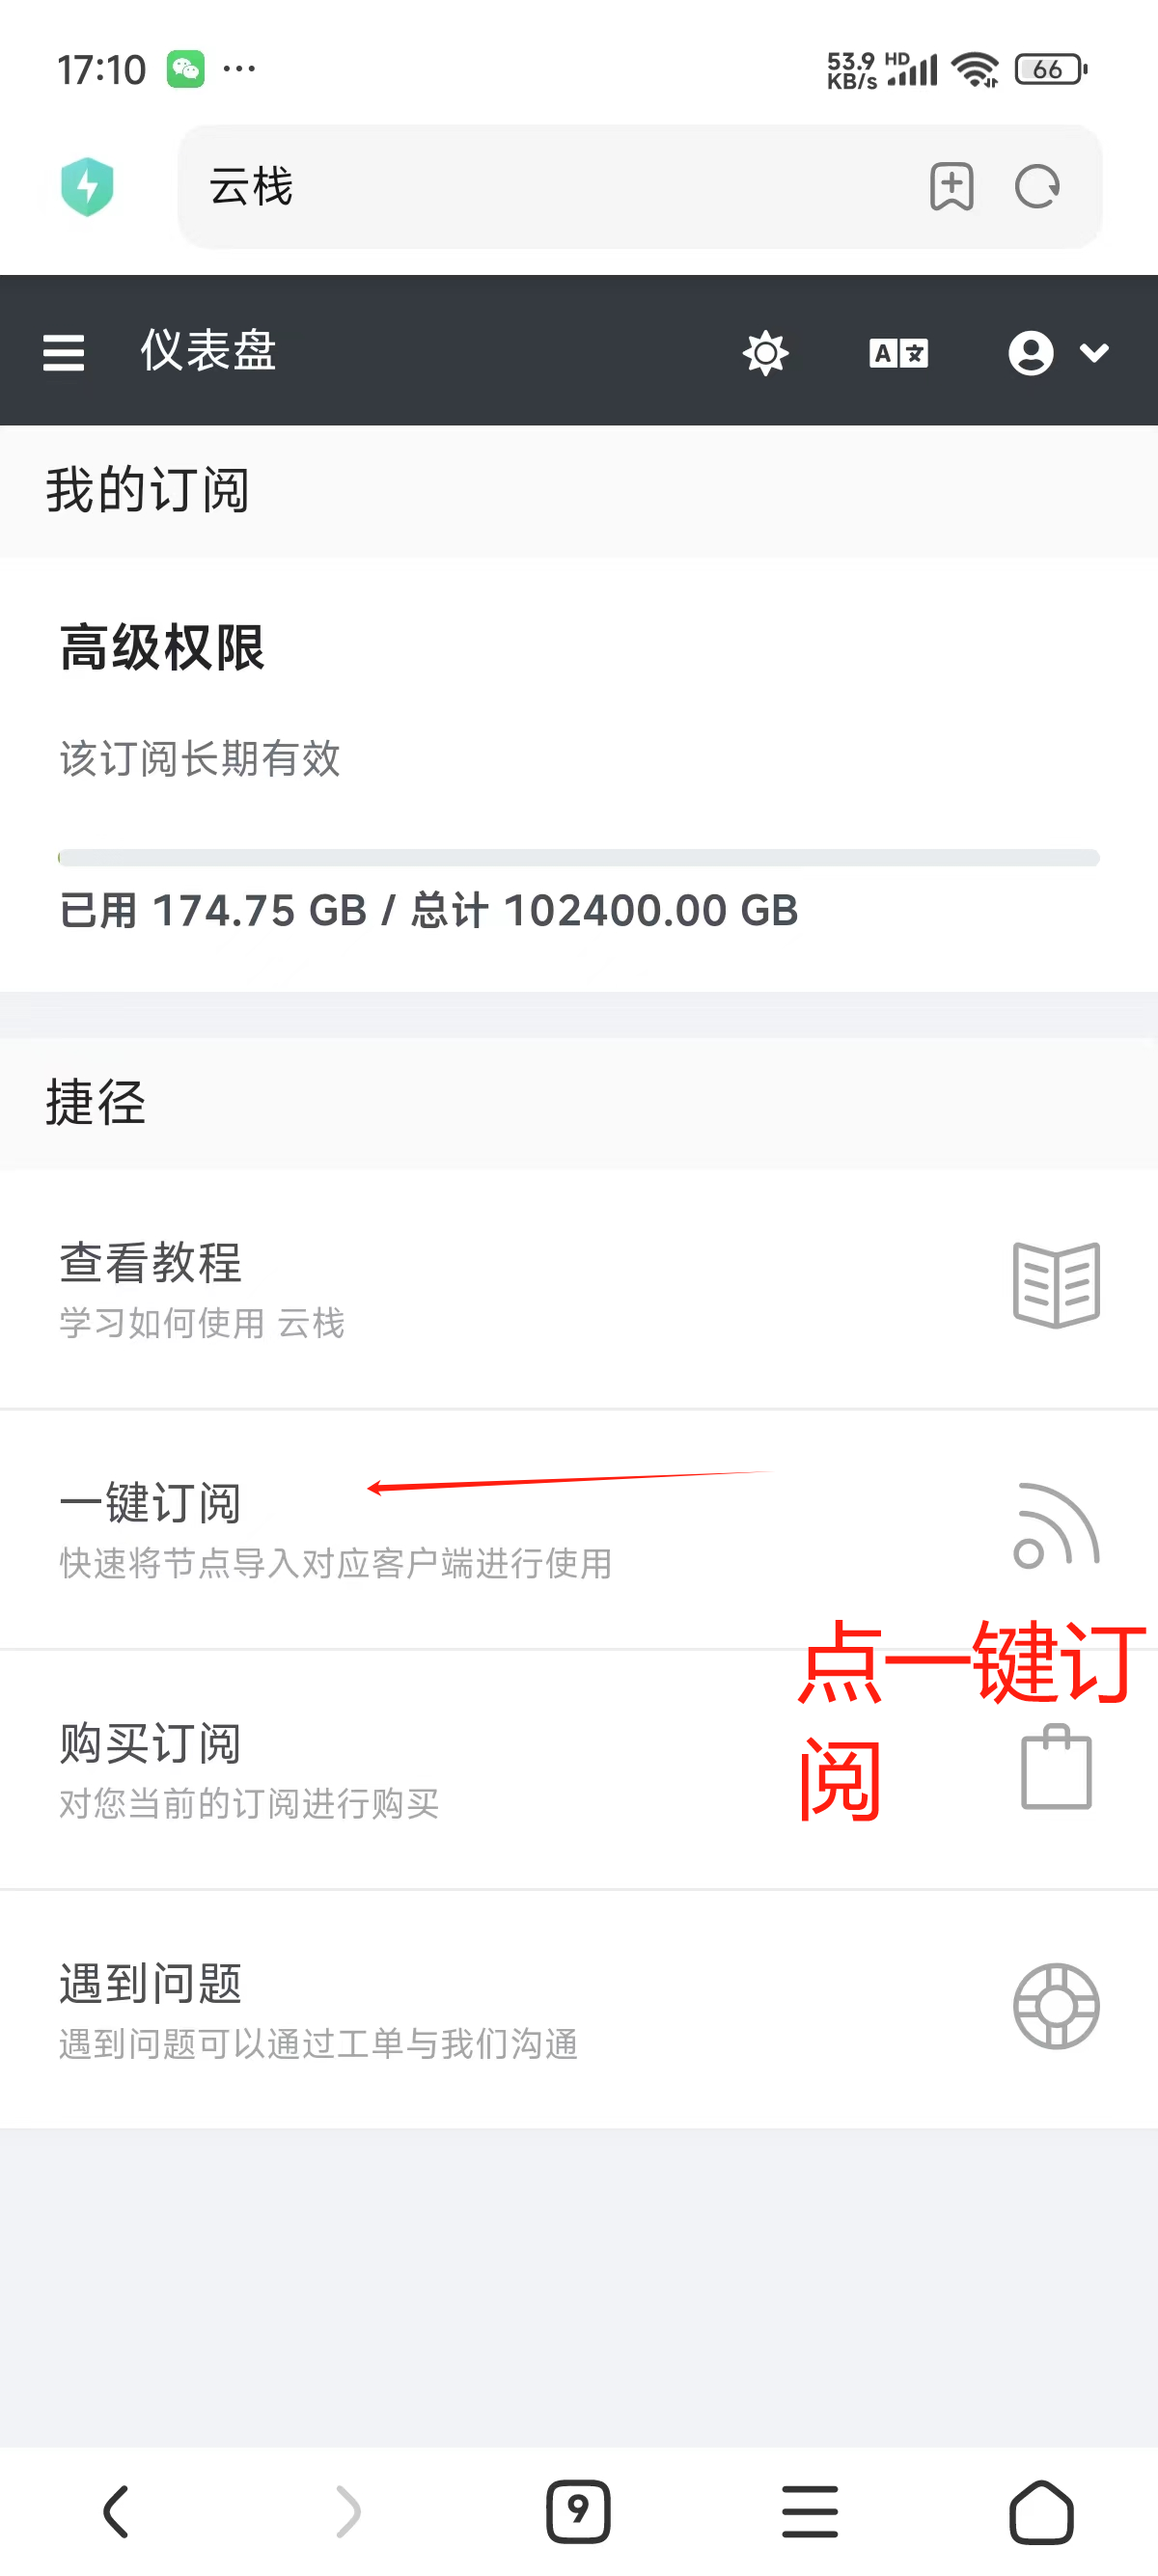 17:10 ... 53.9 KB/s HD 66
云栈
仪表盘 A文
我的订阅
高级权限
该订阅长期有效
已用 174.75 GB / 总计 102400.00 GB
捷径
查看教程
学习如何使用 云栈
一键订阅
快速将节点导入对应客户端进行使用
点一键订
阅
购买订阅
对您当前的订阅进行购买
遇到问题
遇到问题可以通过工单与我们沟通
9